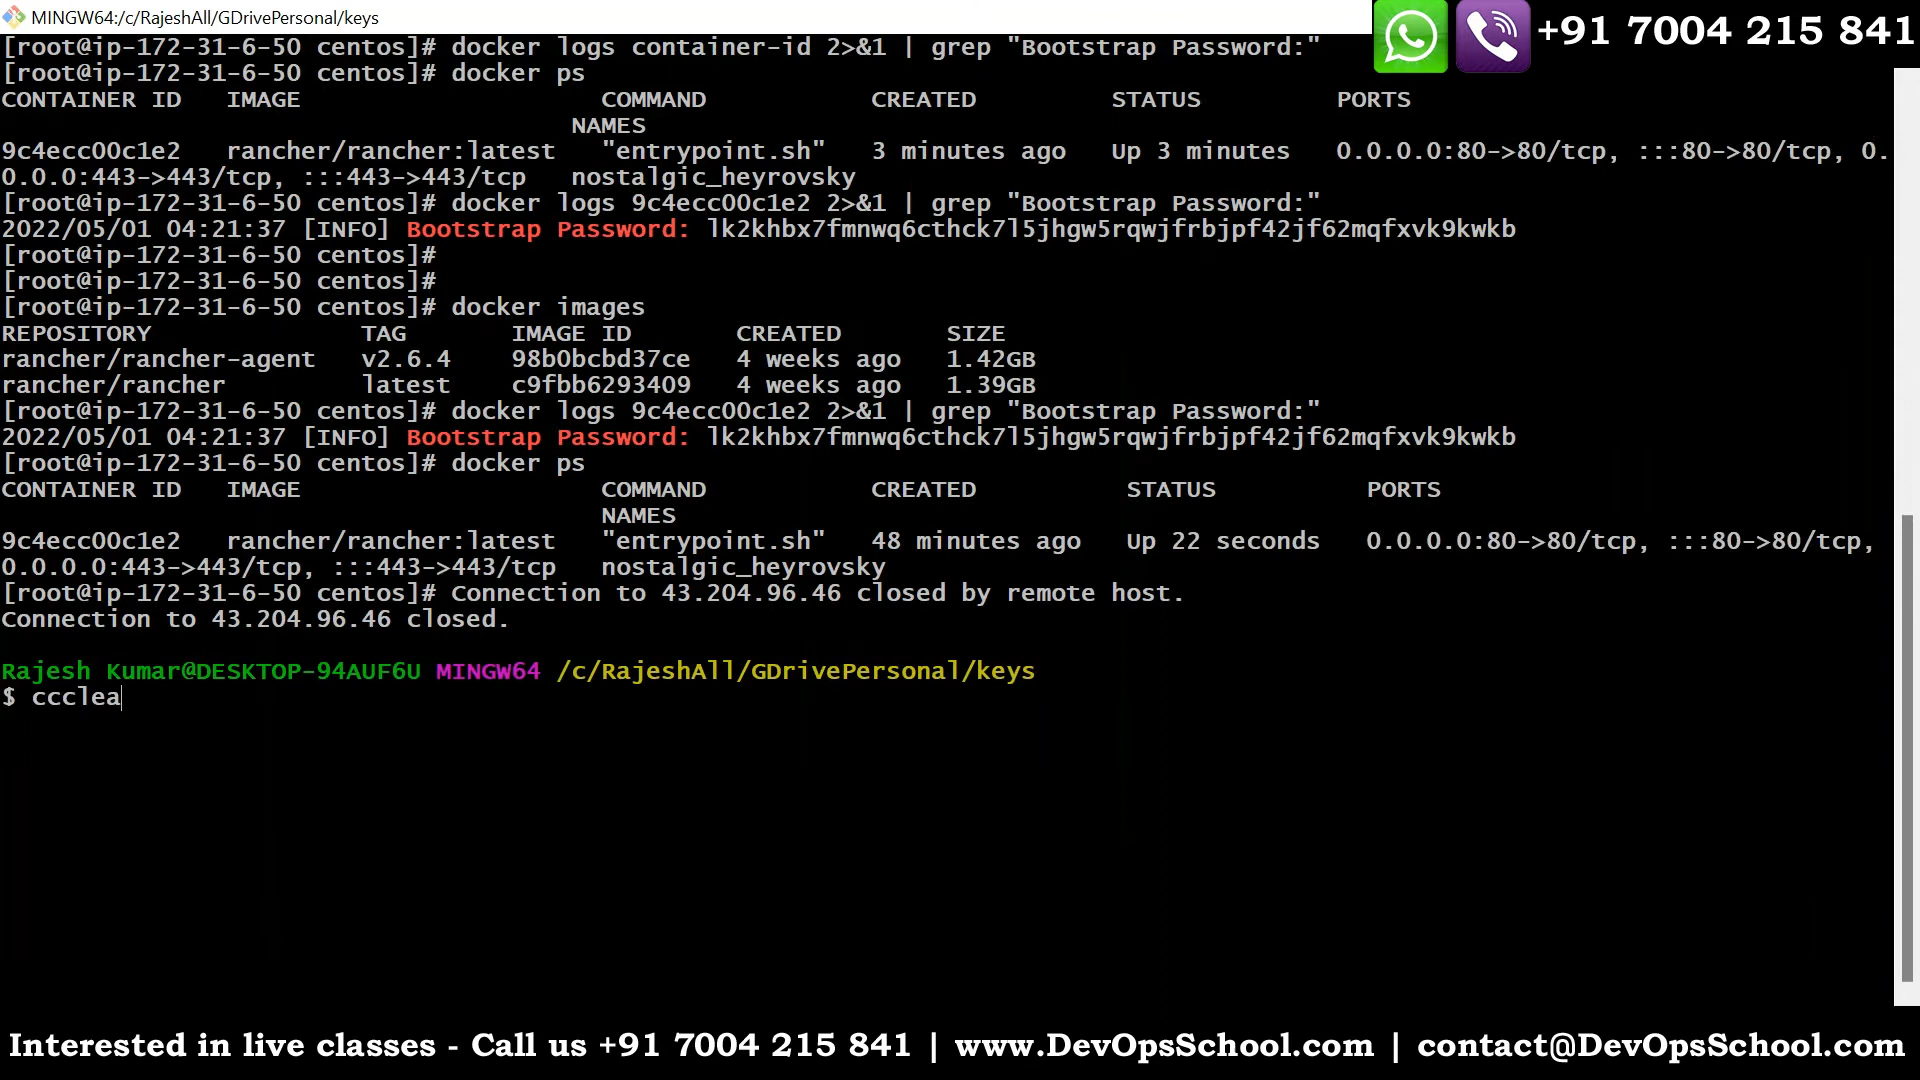 MINGW64:/c/RajeshAll/GDrivePersonal/keys
+91 7004 215 841
[root@ip-172-31-6-50 centos]# docker logs container-id 2>&1 | grep "Bootstrap Password:"
[root@ip-172-31-6-50 centos]# docker ps
CONTAINER ID   IMAGE                    COMMAND           CREATED         STATUS         PORTS
                                      NAMES
9c4ecc00c1e2   rancher/rancher:latest   "entrypoint.sh"   3 minutes ago   Up 3 minutes   0.0.0.0:80->80/tcp, :::80->80/tcp, 0.
0.0.0:443->443/tcp, :::443->443/tcp   nostalgic_heyrovsky
[root@ip-172-31-6-50 centos]# docker logs 9c4ecc00c1e2 2>&1 | grep "Bootstrap Password:"
2022/05/01 04:21:37 [INFO] Bootstrap Password: lk2khbx7fmnwq6cthck7l5jhgw5rqwjfrbjpf42jf62mqfxvk9kwkb
[root@ip-172-31-6-50 centos]#
[root@ip-172-31-6-50 centos]#
[root@ip-172-31-6-50 centos]# docker images
REPOSITORY              TAG       IMAGE ID       CREATED       SIZE
rancher/rancher-agent   v2.6.4    98b0bcbd37ce   4 weeks ago   1.42GB
rancher/rancher         latest    c9fbb6293409   4 weeks ago   1.39GB
[root@ip-172-31-6-50 centos]# docker logs 9c4ecc00c1e2 2>&1 | grep "Bootstrap Password:"
2022/05/01 04:21:37 [INFO] Bootstrap Password: lk2khbx7fmnwq6cthck7l5jhgw5rqwjfrbjpf42jf62mqfxvk9kwkb
[root@ip-172-31-6-50 centos]# docker ps
CONTAINER ID   IMAGE                    COMMAND           CREATED          STATUS          PORTS
                                        NAMES
9c4ecc00c1e2   rancher/rancher:latest   "entrypoint.sh"   48 minutes ago   Up 22 seconds   0.0.0.0:80->80/tcp, :::80->80/tcp,
0.0.0.0:443->443/tcp, :::443->443/tcp   nostalgic_heyrovsky
[root@ip-172-31-6-50 centos]# Connection to 43.204.96.46 closed by remote host.
Connection to 43.204.96.46 closed.
Rajesh Kumar@DESKTOP-94AUF6U MINGW64 /c/RajeshAll/GDrivePersonal/keys
$ ccclea
Interested in live classes - Call us +91 7004 215 841 | www.DevOpsSchool.com | contact@DevOpsSchool.com